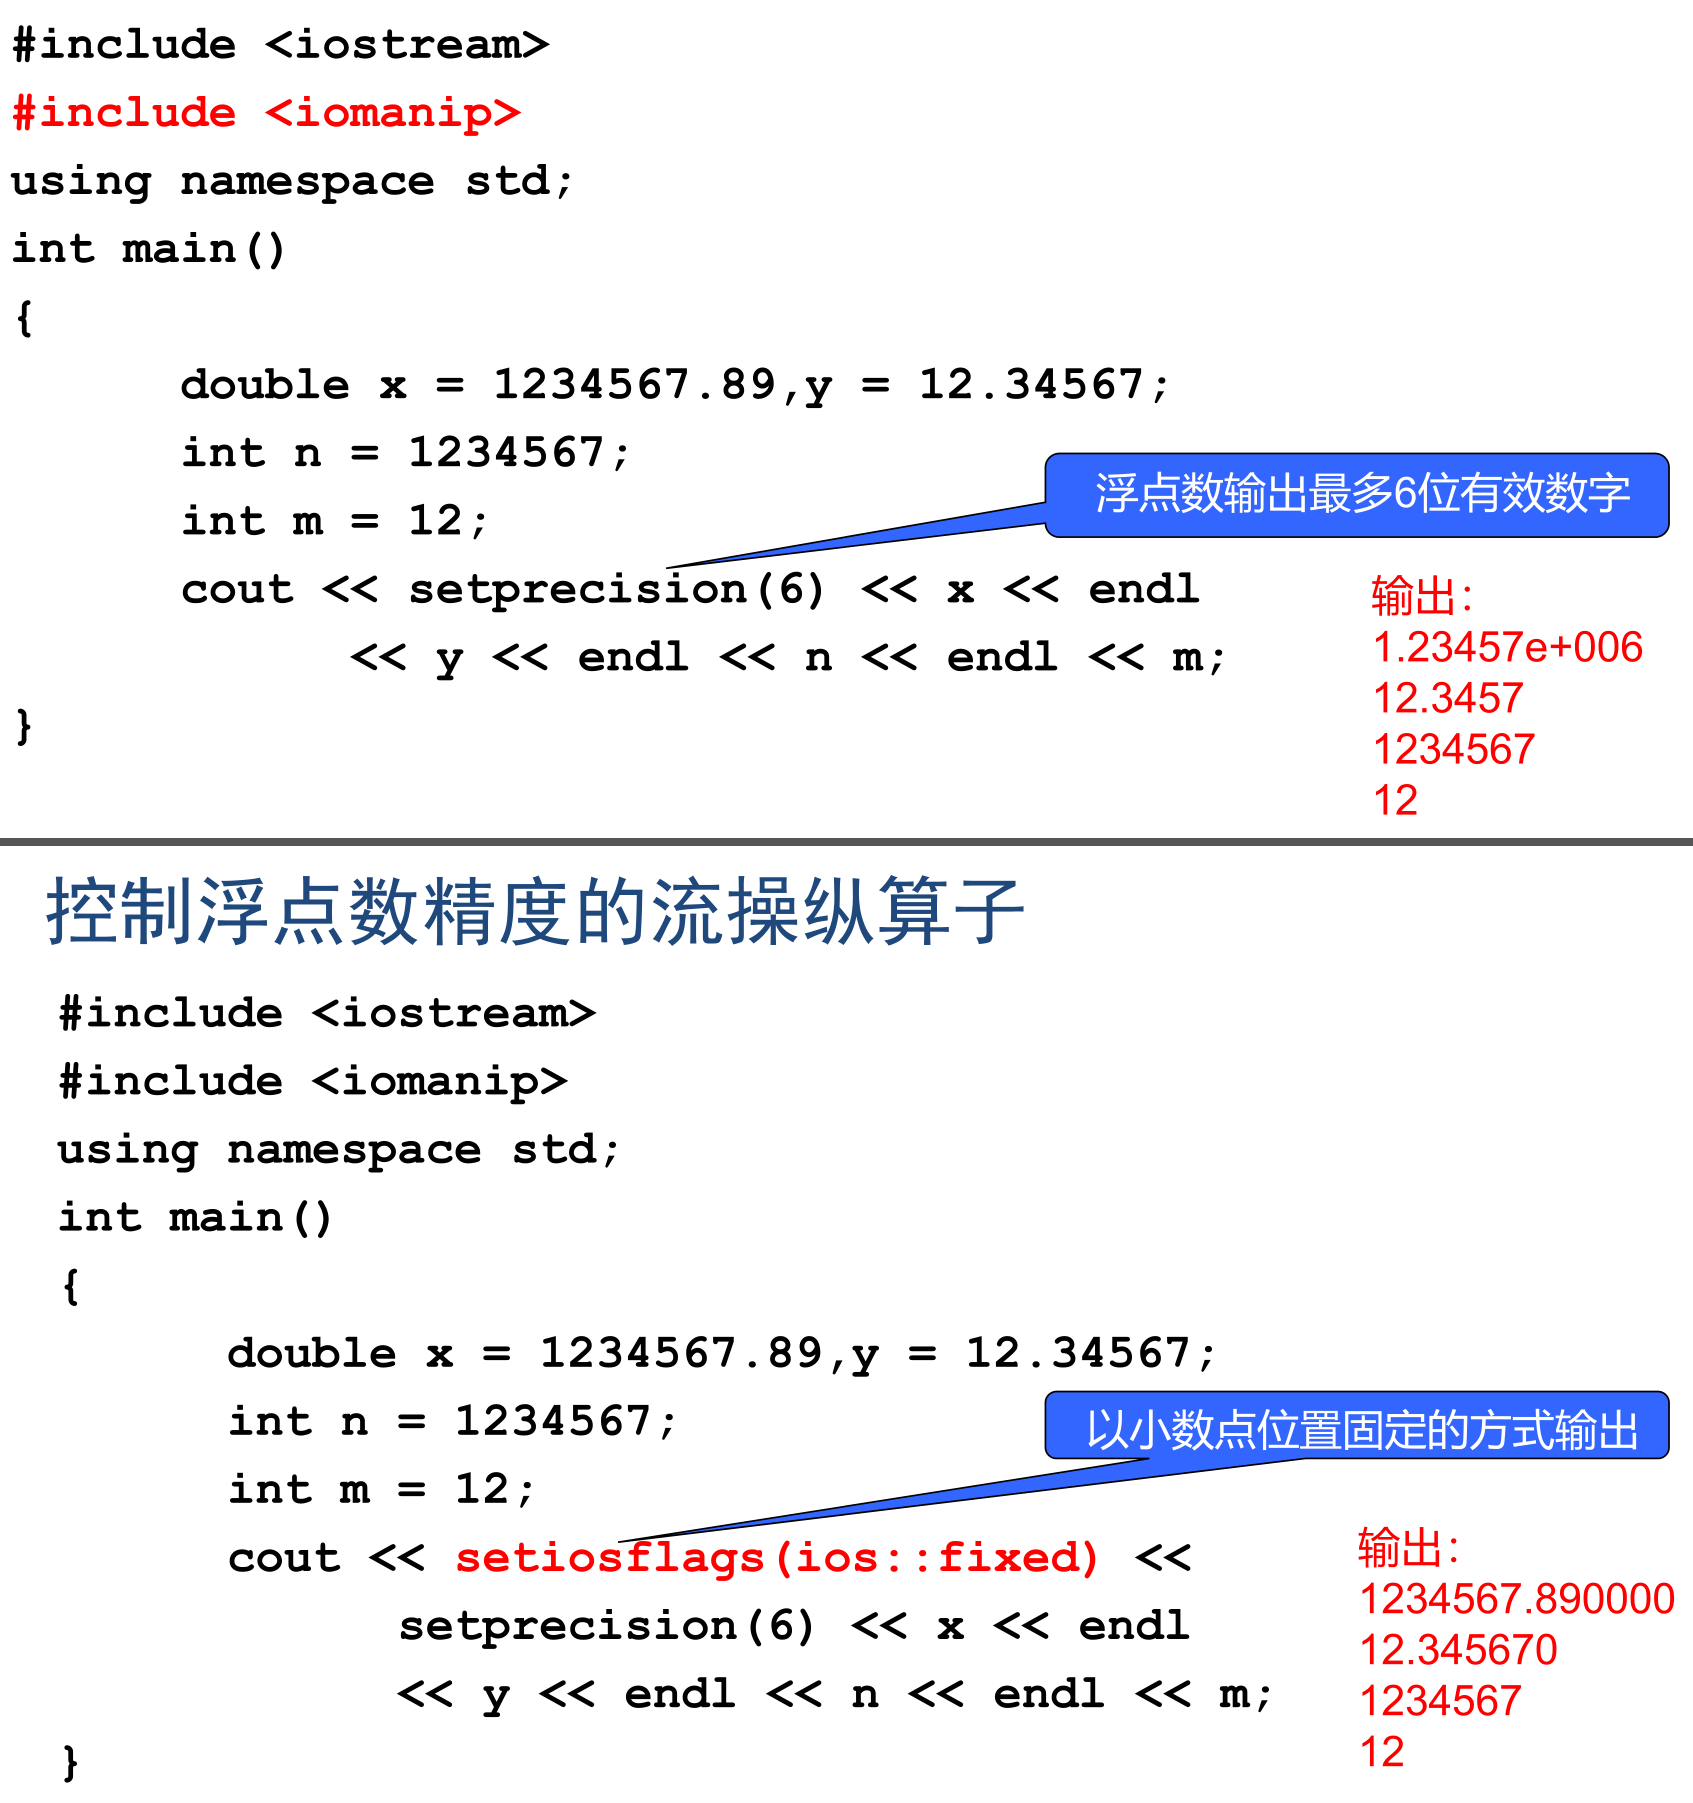 #include <iostream>
#include <iomanip>
using namespace std;
int main()
{
double x = 1234567.89,y = 12.34567;
int n = 1234567;
浮点数输出最多6位有效数字
int m = 12;
cout << setprecision(6) << x << endl
<< y << endl << n << endl << m;
}
输出：
1.23457e+006
12.3457
1234567
12
控制浮点数精度的流操纵算子
#include <iostream>
#include <iomanip>
using namespace std;
int main()
{
double x = 1234567.89,y = 12.34567;
int n = 1234567;
以小数点位置固定的方式输出
int m = 12;
cout << setiosflags(ios::fixed) <<
setprecision(6) << x << endl
<< y << endl << n << endl << m;
}
输出：
1234567.890000
12.345670
1234567
12